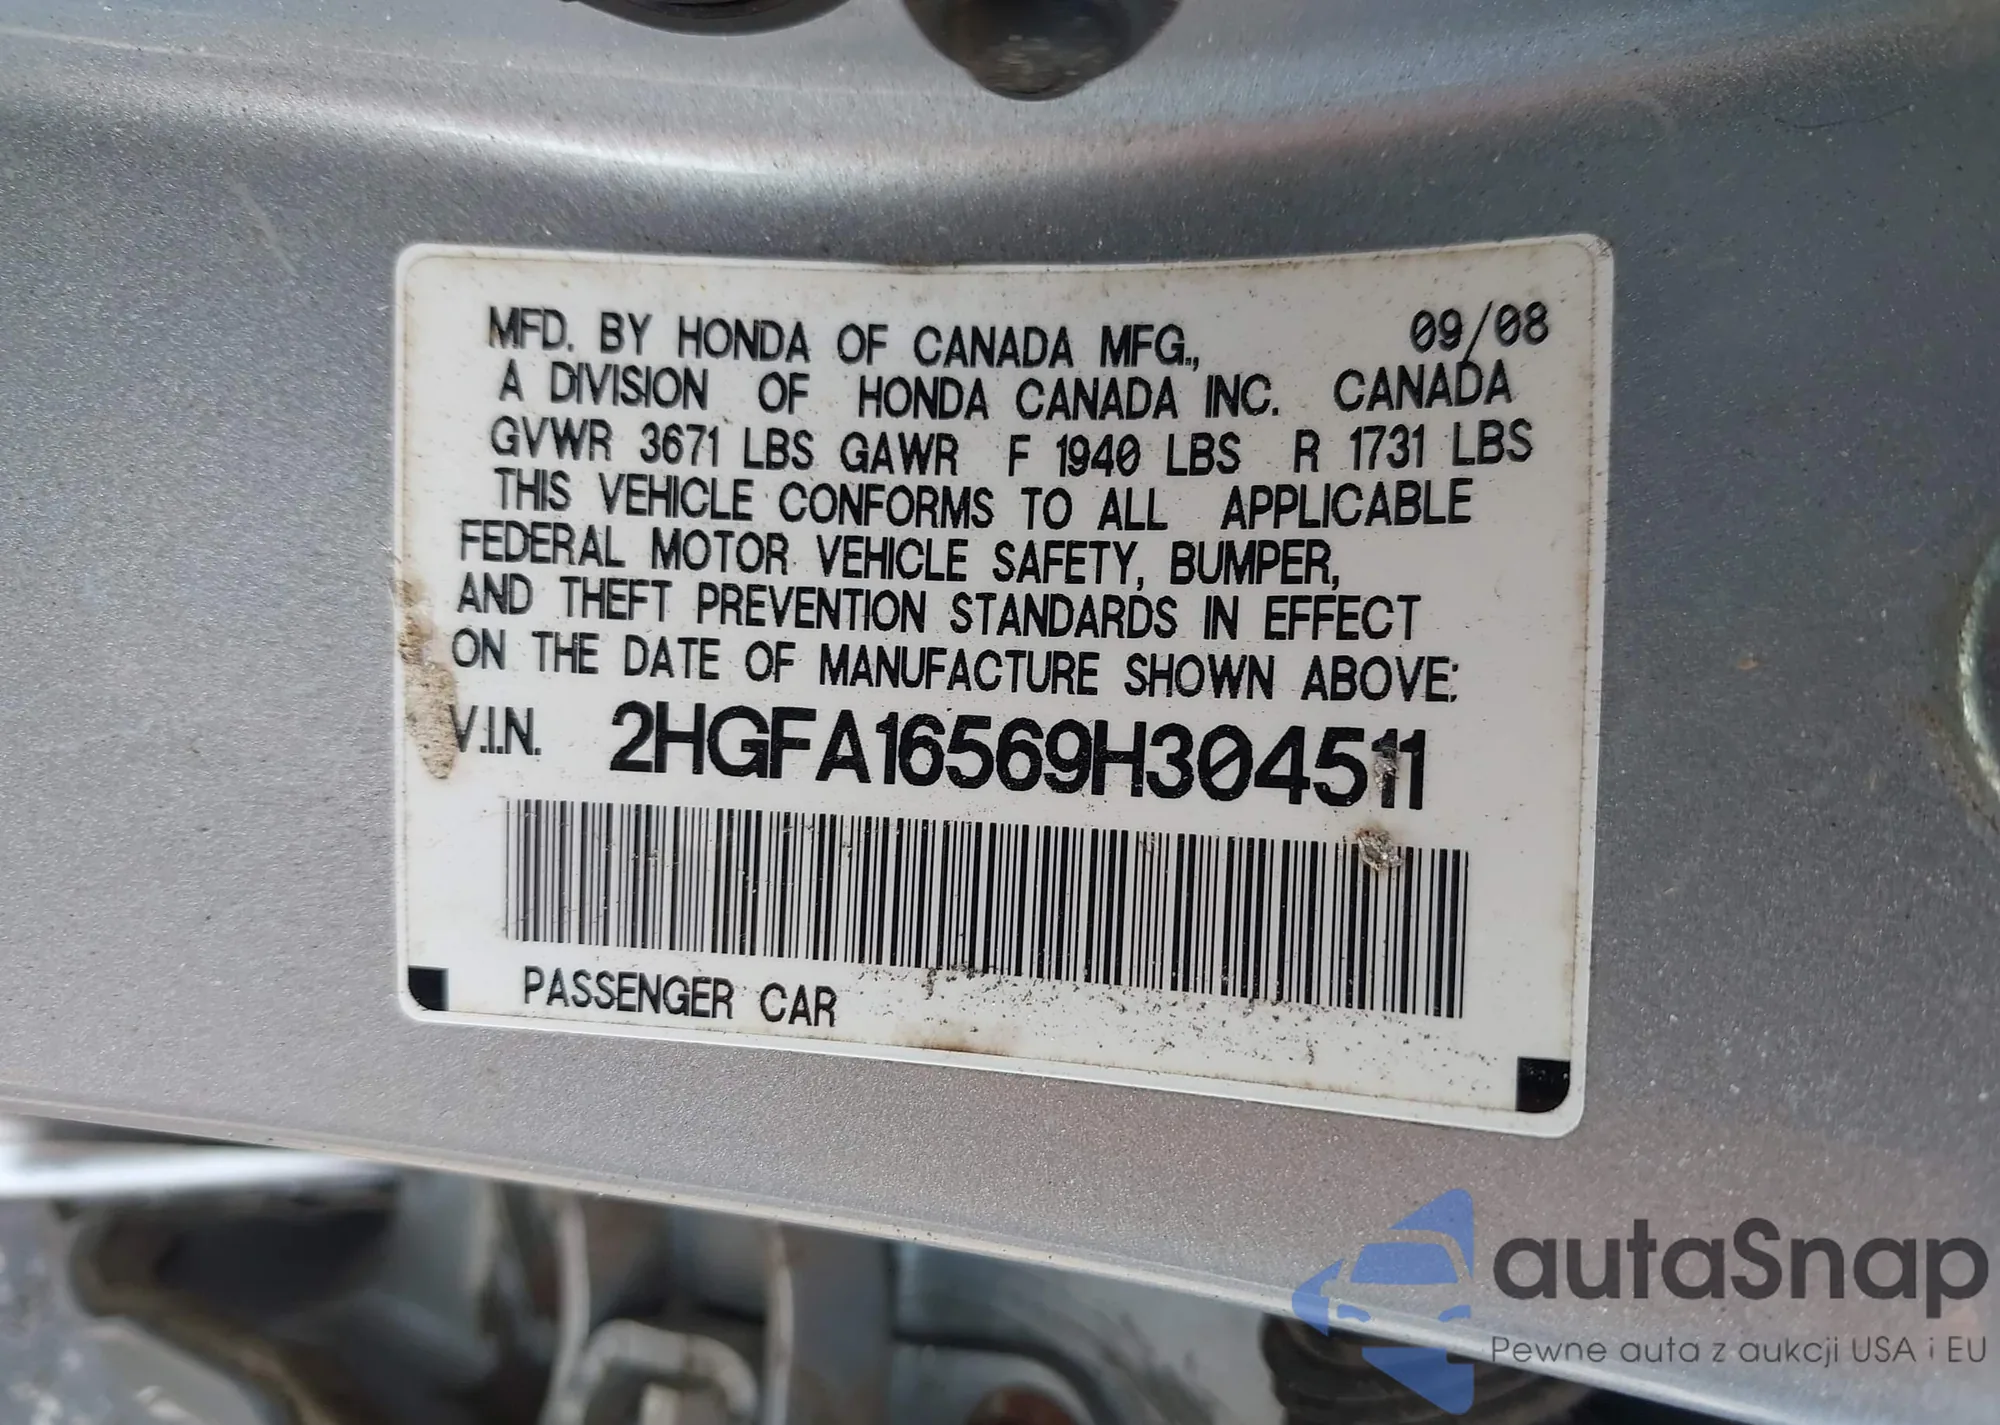 MFD. BY HONDA OF CANADA MFG., 09/08
A DIVISION OF HONDA CANADA INC. CANADA
GVWR 3671 LBS GAWR F 1940 LBS R 1731 LBS
THIS VEHICLE CONFORMS TO ALL APPLICABLE
FEDERAL MOTOR VEHICLE SAFETY, BUMPER,
AND THEFT PREVENTION STANDARDS IN EFFECT
ON THE DATE OF MANUFACTURE SHOWN ABOVE:
V.I.N. 2HGFA16569H304511
PASSENGER CAR
autaSnap
Pewne auta z aukcji USA i EU